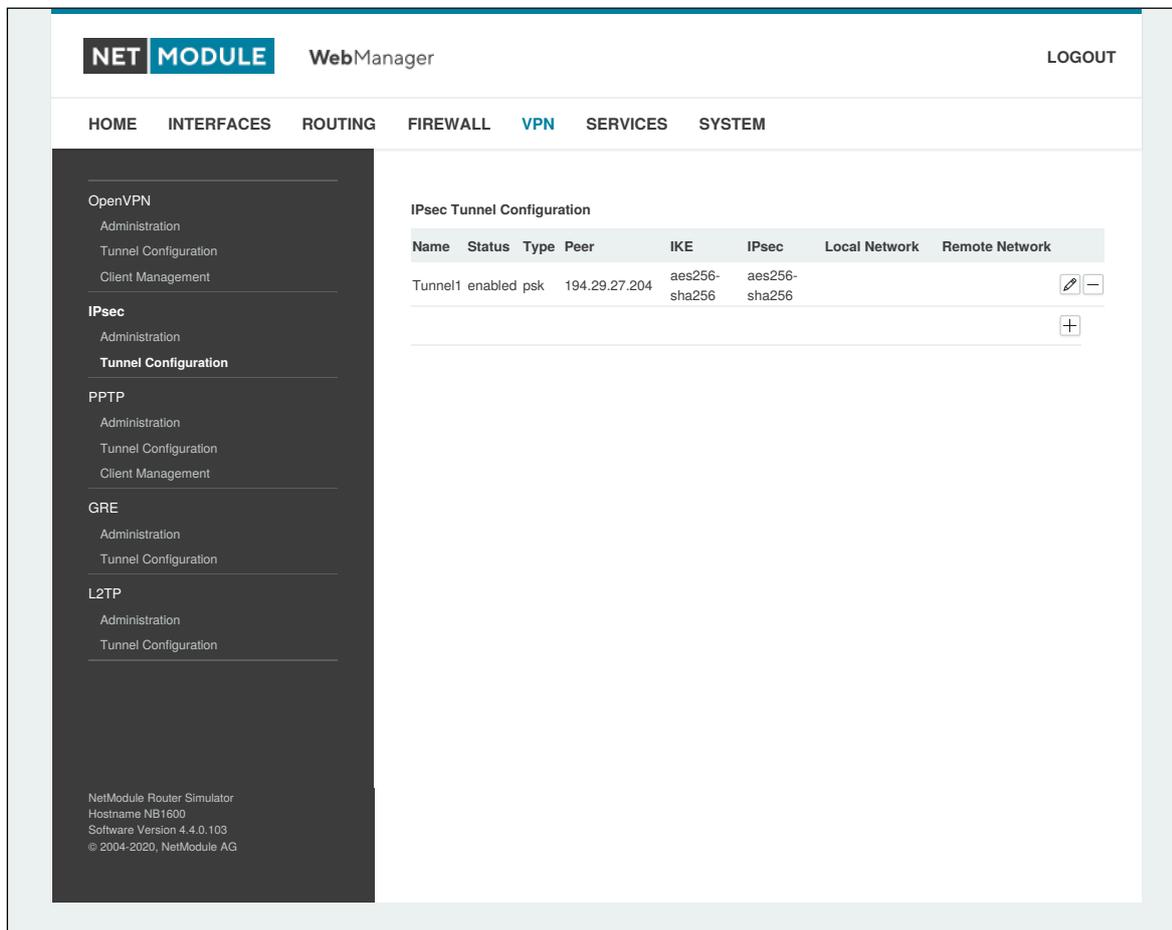 NET MODULE WebManager LOGOUT
HOME INTERFACES ROUTING FIREWALL VPN SERVICES SYSTEM
OpenVPN
Administration
Tunnel Configuration
Client Management
IPsec
Administration
Tunnel Configuration
PPTP
Administration
Tunnel Configuration
Client Management
GRE
Administration
Tunnel Configuration
L2TP
Administration
Tunnel Configuration
NetModule Router Simulator
Hostname NB1600
Software Version 4.4.0.103
© 2004-2020, NetModule AG
IPsec Tunnel Configuration
Name Status Type Peer IKE IPsec Local Network Remote Network
Tunnel1 enabled psk 194.29.27.204 aes256- aes256-
sha256 sha256